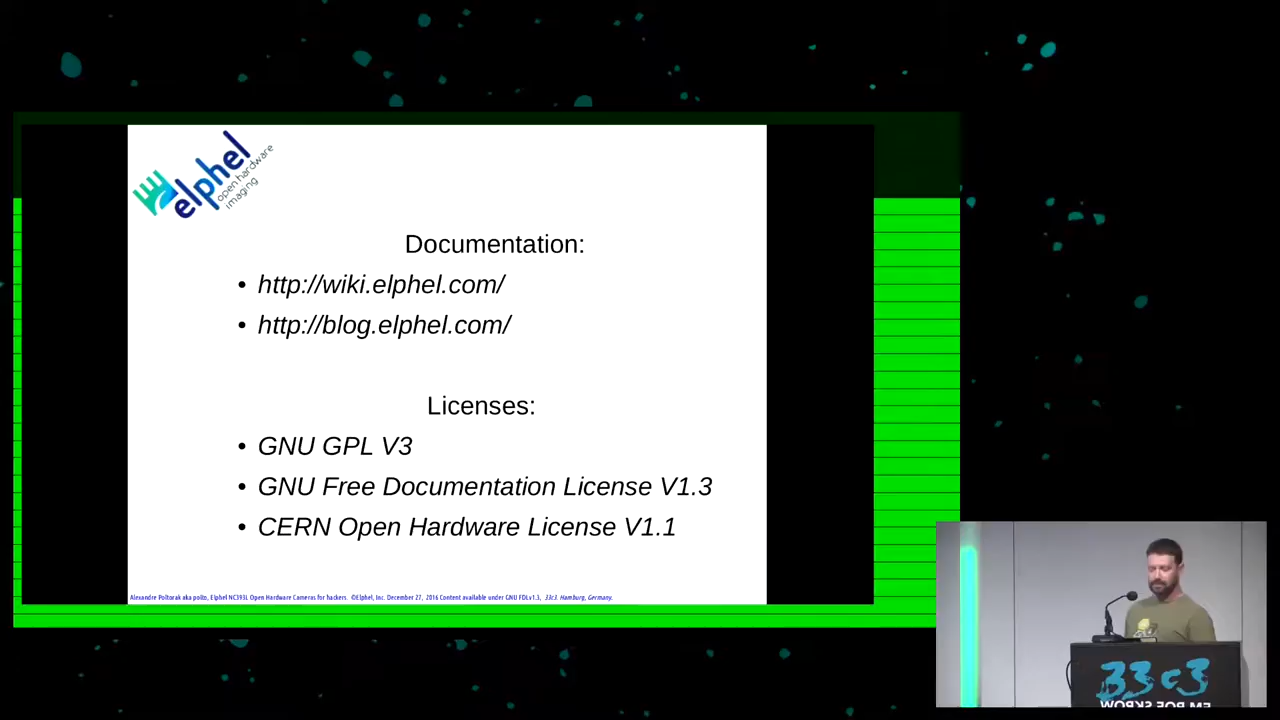 elphel
open hardware
imaging
Documentation:
• http://wiki.elphel.com/
• http://blog.elphel.com/
Licenses:
• GNU GPL V3
• GNU Free Documentation License V1.3
• CERN Open Hardware License V1.1
Alexandre Poltorak aka polto, Elphel NC393L Open Hardware Cameras for hackers. ©Elphel, Inc. December 27, 2016 Content available under GNU FDLv1.3, 33c3. Hamburg, Germany.
33c3